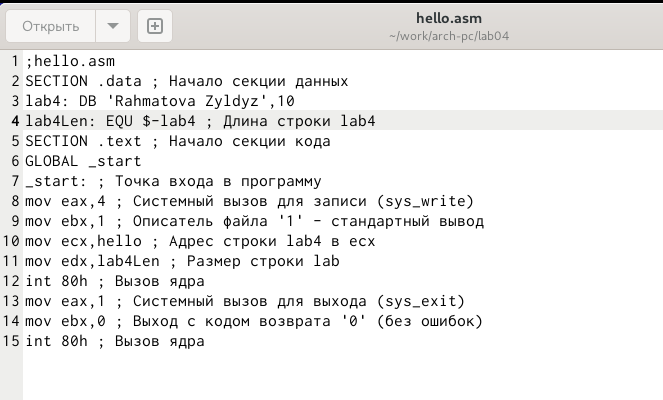 Открыть
hello.asm
~/work/arch-pc/lab04
1 ;hello.asm
2 SECTION .data ; Начало секции данных
3 lab4: DB 'Rahmatova Zyldyz',10
4 lab4Len: EQU $-lab4 ; Длина строки lab4
5 SECTION .text ; Начало секции кода
6 GLOBAL _start
7 _start: ; Точка входа в программу
8 mov eax,4 ; Системный вызов для записи (sys_write)
9 mov ebx,1 ; Описатель файла '1' - стандартный вывод
10 mov ecx,hello ; Адрес строки lab4 в ecx
11 mov edx,lab4Len ; Размер строки lab
12 int 80h ; Вызов ядра
13 mov eax,1 ; Системный вызов для выхода (sys_exit)
14 mov ebx,0 ; Выход с кодом возврата '0' (без ошибок)
15 int 80h ; Вызов ядра